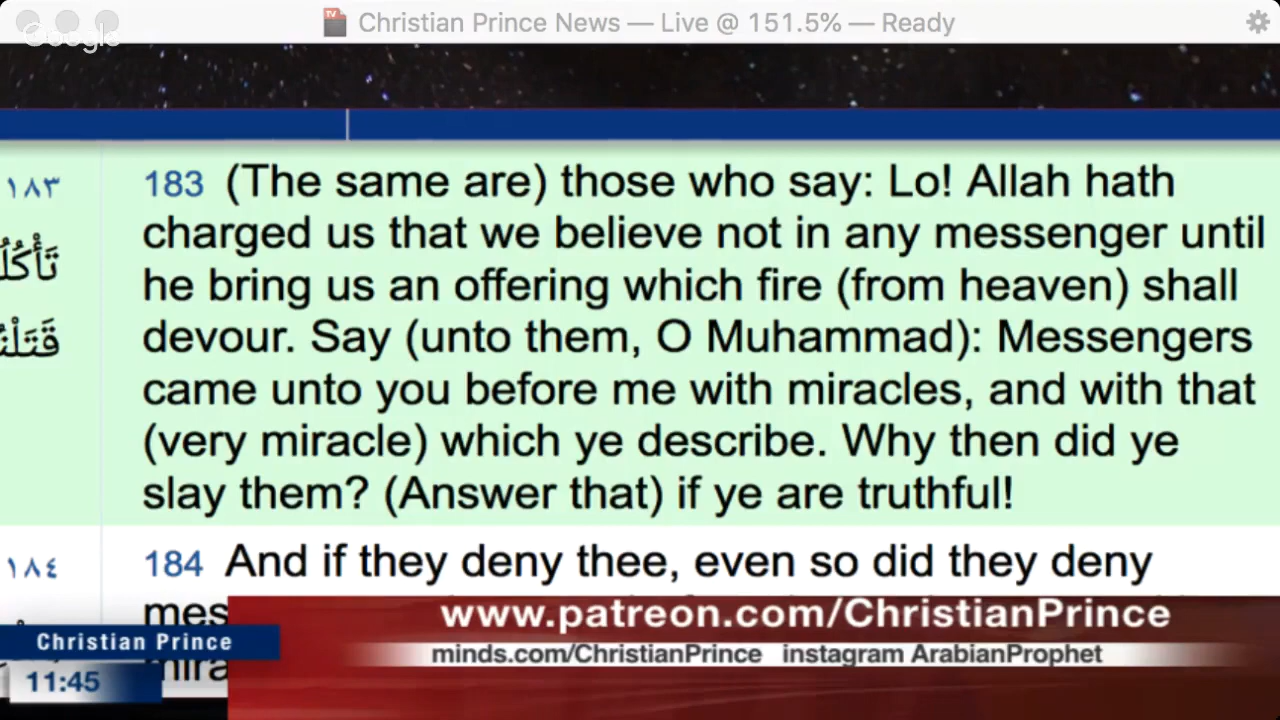 Christian Prince News — Live @ 151.5% — Ready
Google
١٨٣
183 (The same are) those who say: Lo! Allah hath
charged us that we believe not in any messenger until
he bring us an offering which fire (from heaven) shall
devour. Say (unto them, O Muhammad): Messengers
came unto you before me with miracles, and with that
(very miracle) which ye describe. Why then did ye
slay them? (Answer that) if ye are truthful!
١٨٤
184 And if they deny thee, even so did they deny
www.patreon.com/ChristianPrince
Christian Prince
minds.com/ChristianPrince instagram ArabianProphet
11:45